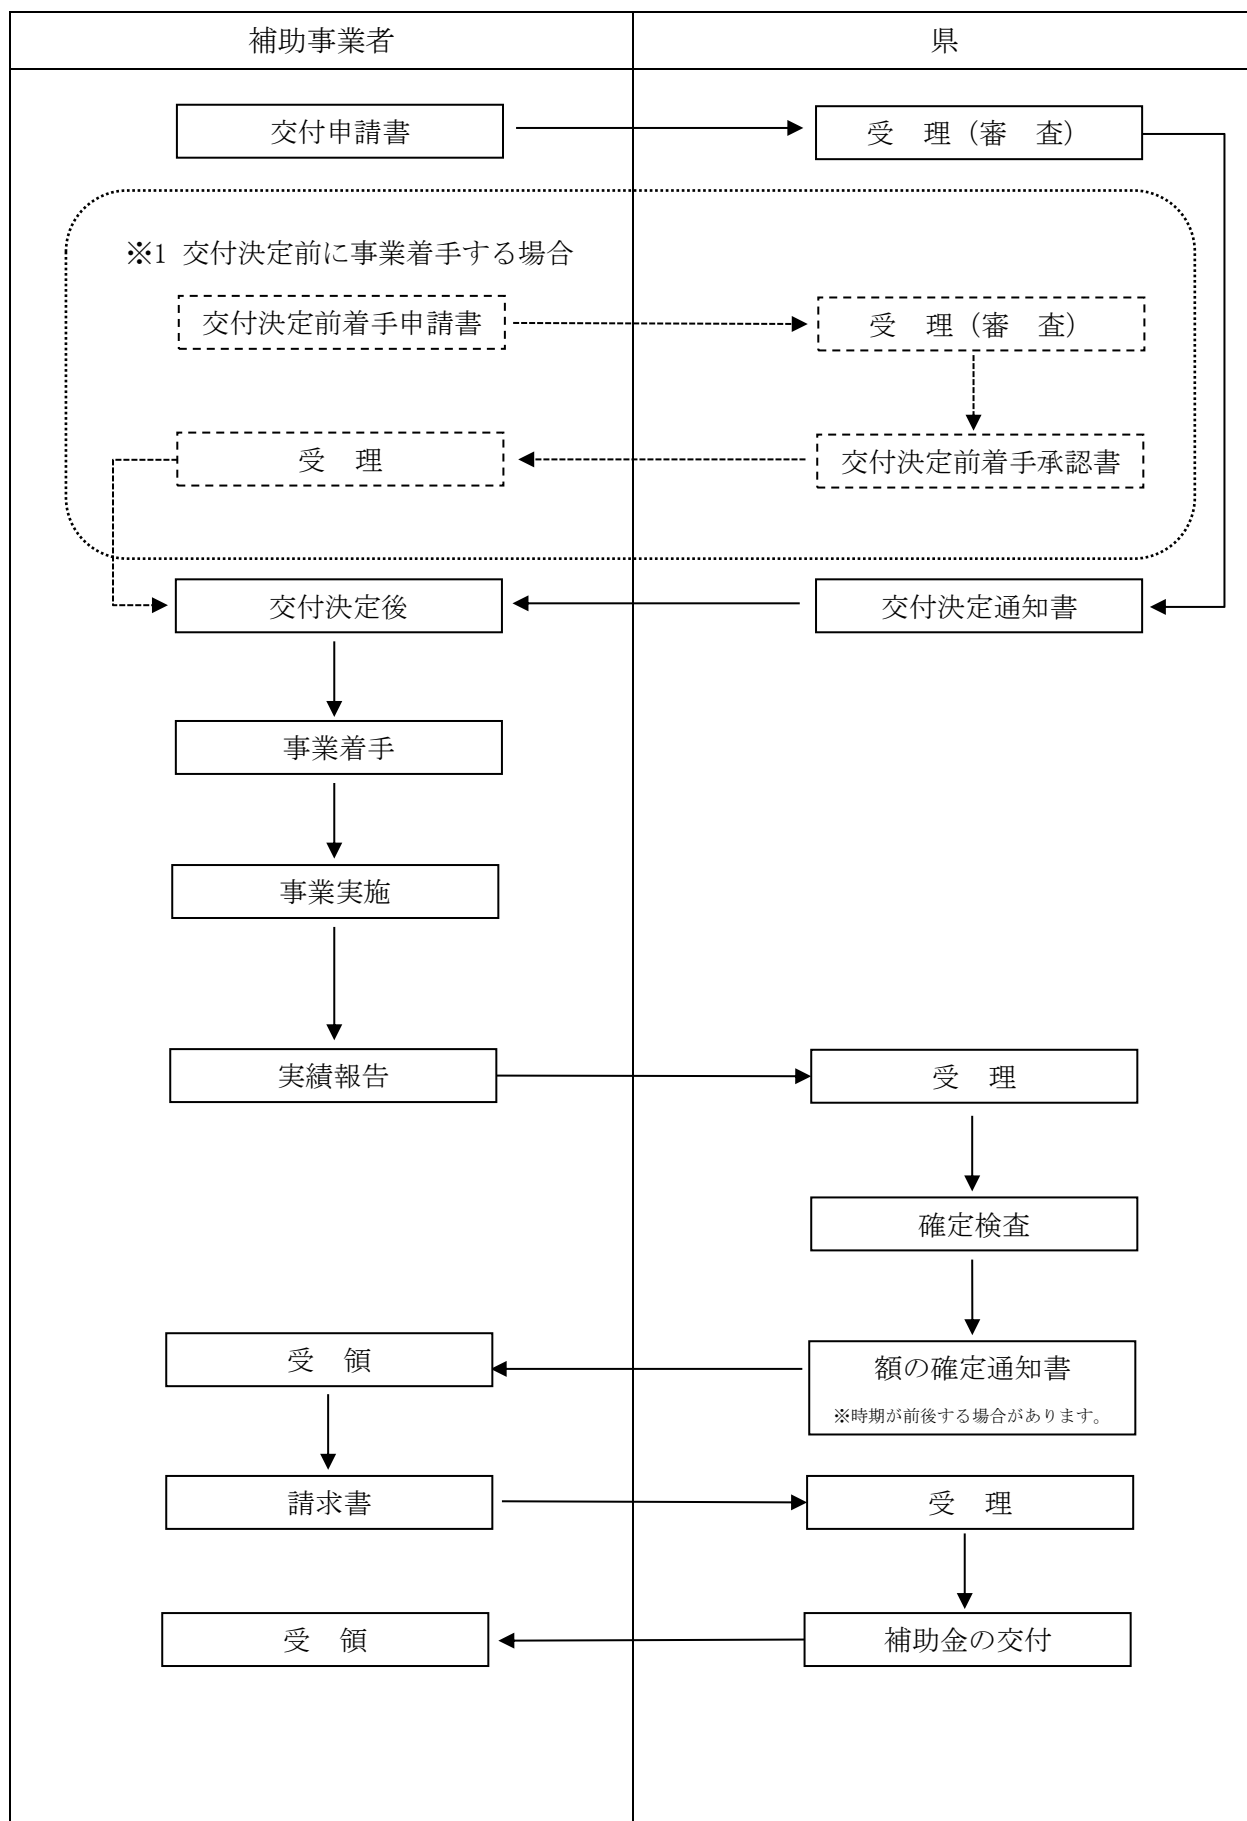 補助事業者
県
交付申請書
受　理（審　査）
※1 交付決定前に事業着手する場合
交付決定前着手申請書
受　理（審　査）
受　理
交付決定前着手承認書
交付決定後
交付決定通知書
事業着手
事業実施
実績報告
受　理
確定検査
受　領
額の確定通知書
※時期が前後する場合があります。
請求書
受　理
受　領
補助金の交付